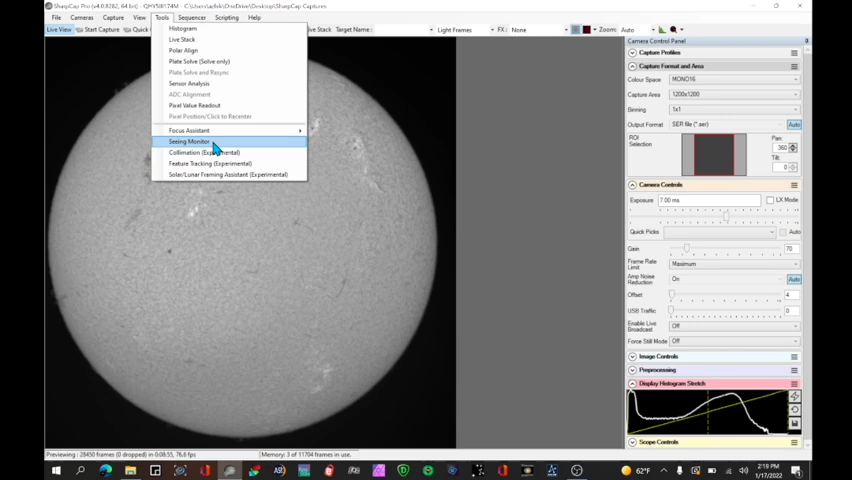 SharpCap Pro (v4.0.8282, 64 bit) - QHY5III174M
OneDrive\Desktop\SharpCap Captures
File Cameras Capture View Tools Sequencer Scripting Help
Live View Start Capture Quick
Live Stack Target Name: Light Frames FX: None Zoom: Auto
Histogram
Live Stack
Polar Align
Plate Solve (Solve only)
Plate Solve and Resync
Sensor Analysis
ADC Alignment
Pixel Value Readout
Pixel Position/Click to Recenter
Focus Assistant
Seeing Monitor
Collimation (Experimental)
Feature Tracking (Experimental)
Solar/Lunar Framing Assistant (Experimental)
Camera Control Panel
Capture Profiles
Capture Format and Area
Colour Space MONO16
Capture Area 1200x1200
Binning 1x1
Output Format SER file (*.ser) Auto
ROI Selection
Pan: 360
Tilt: 0
Camera Controls
Exposure 7.00 ms LX Mode
Quick Picks Auto
Gain 70
Frame Rate Limit Maximum
Amp Noise Reduction On Auto
Offset 4
USB Traffic 0
Enable Live Broadcast Off
Force Still Mode Off
Image Controls
Preprocessing
Display Histogram Stretch
Scope Controls
Previewing : 28450 frames (0 dropped) in 0:08:55, 76.6 fps
Memory: 3 of 11704 frames in use.
62°F
2:19 PM
1/17/2022